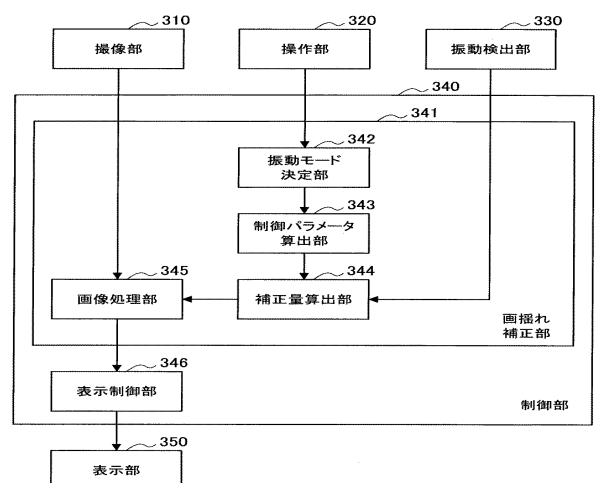 310
320
330
撮像部
操作部
振動検出部
340
341
342
振動モード
決定部
343
制御パラメータ
算出部
345
344
画像処理部
補正量算出部
画揺れ
補正部
346
表示制御部
制御部
350
表示部